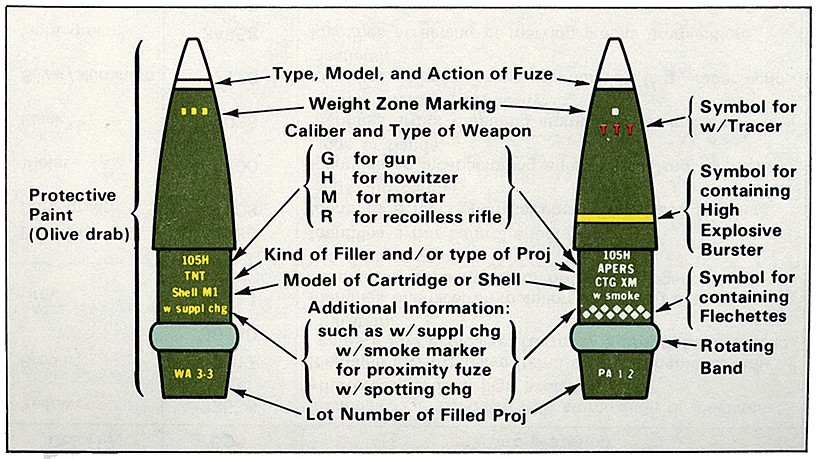 Type, Model, and Action of Fuze
Weight Zone Marking
Caliber and Type of Weapon
G for gun
H for howitzer
M for mortar
R for recoilless rifle
Protective
Paint
(Olive drab)
Kind of Filler and/or type of Proj
Model of Cartridge or Shell
Additional Information:
such as w/suppl chg
w/smoke marker
for proximity fuze
w/spotting chg
Lot Number of Filled Proj
105H
TNT
Shell M1
w suppl chg
WA 3-3
T T T
105H
APERS
CTG XM
w smoke
PA 1 2
Symbol for
w/Tracer
Symbol for
containing
High
Explosive
Burster
Symbol for
containing
Flechettes
Rotating
Band